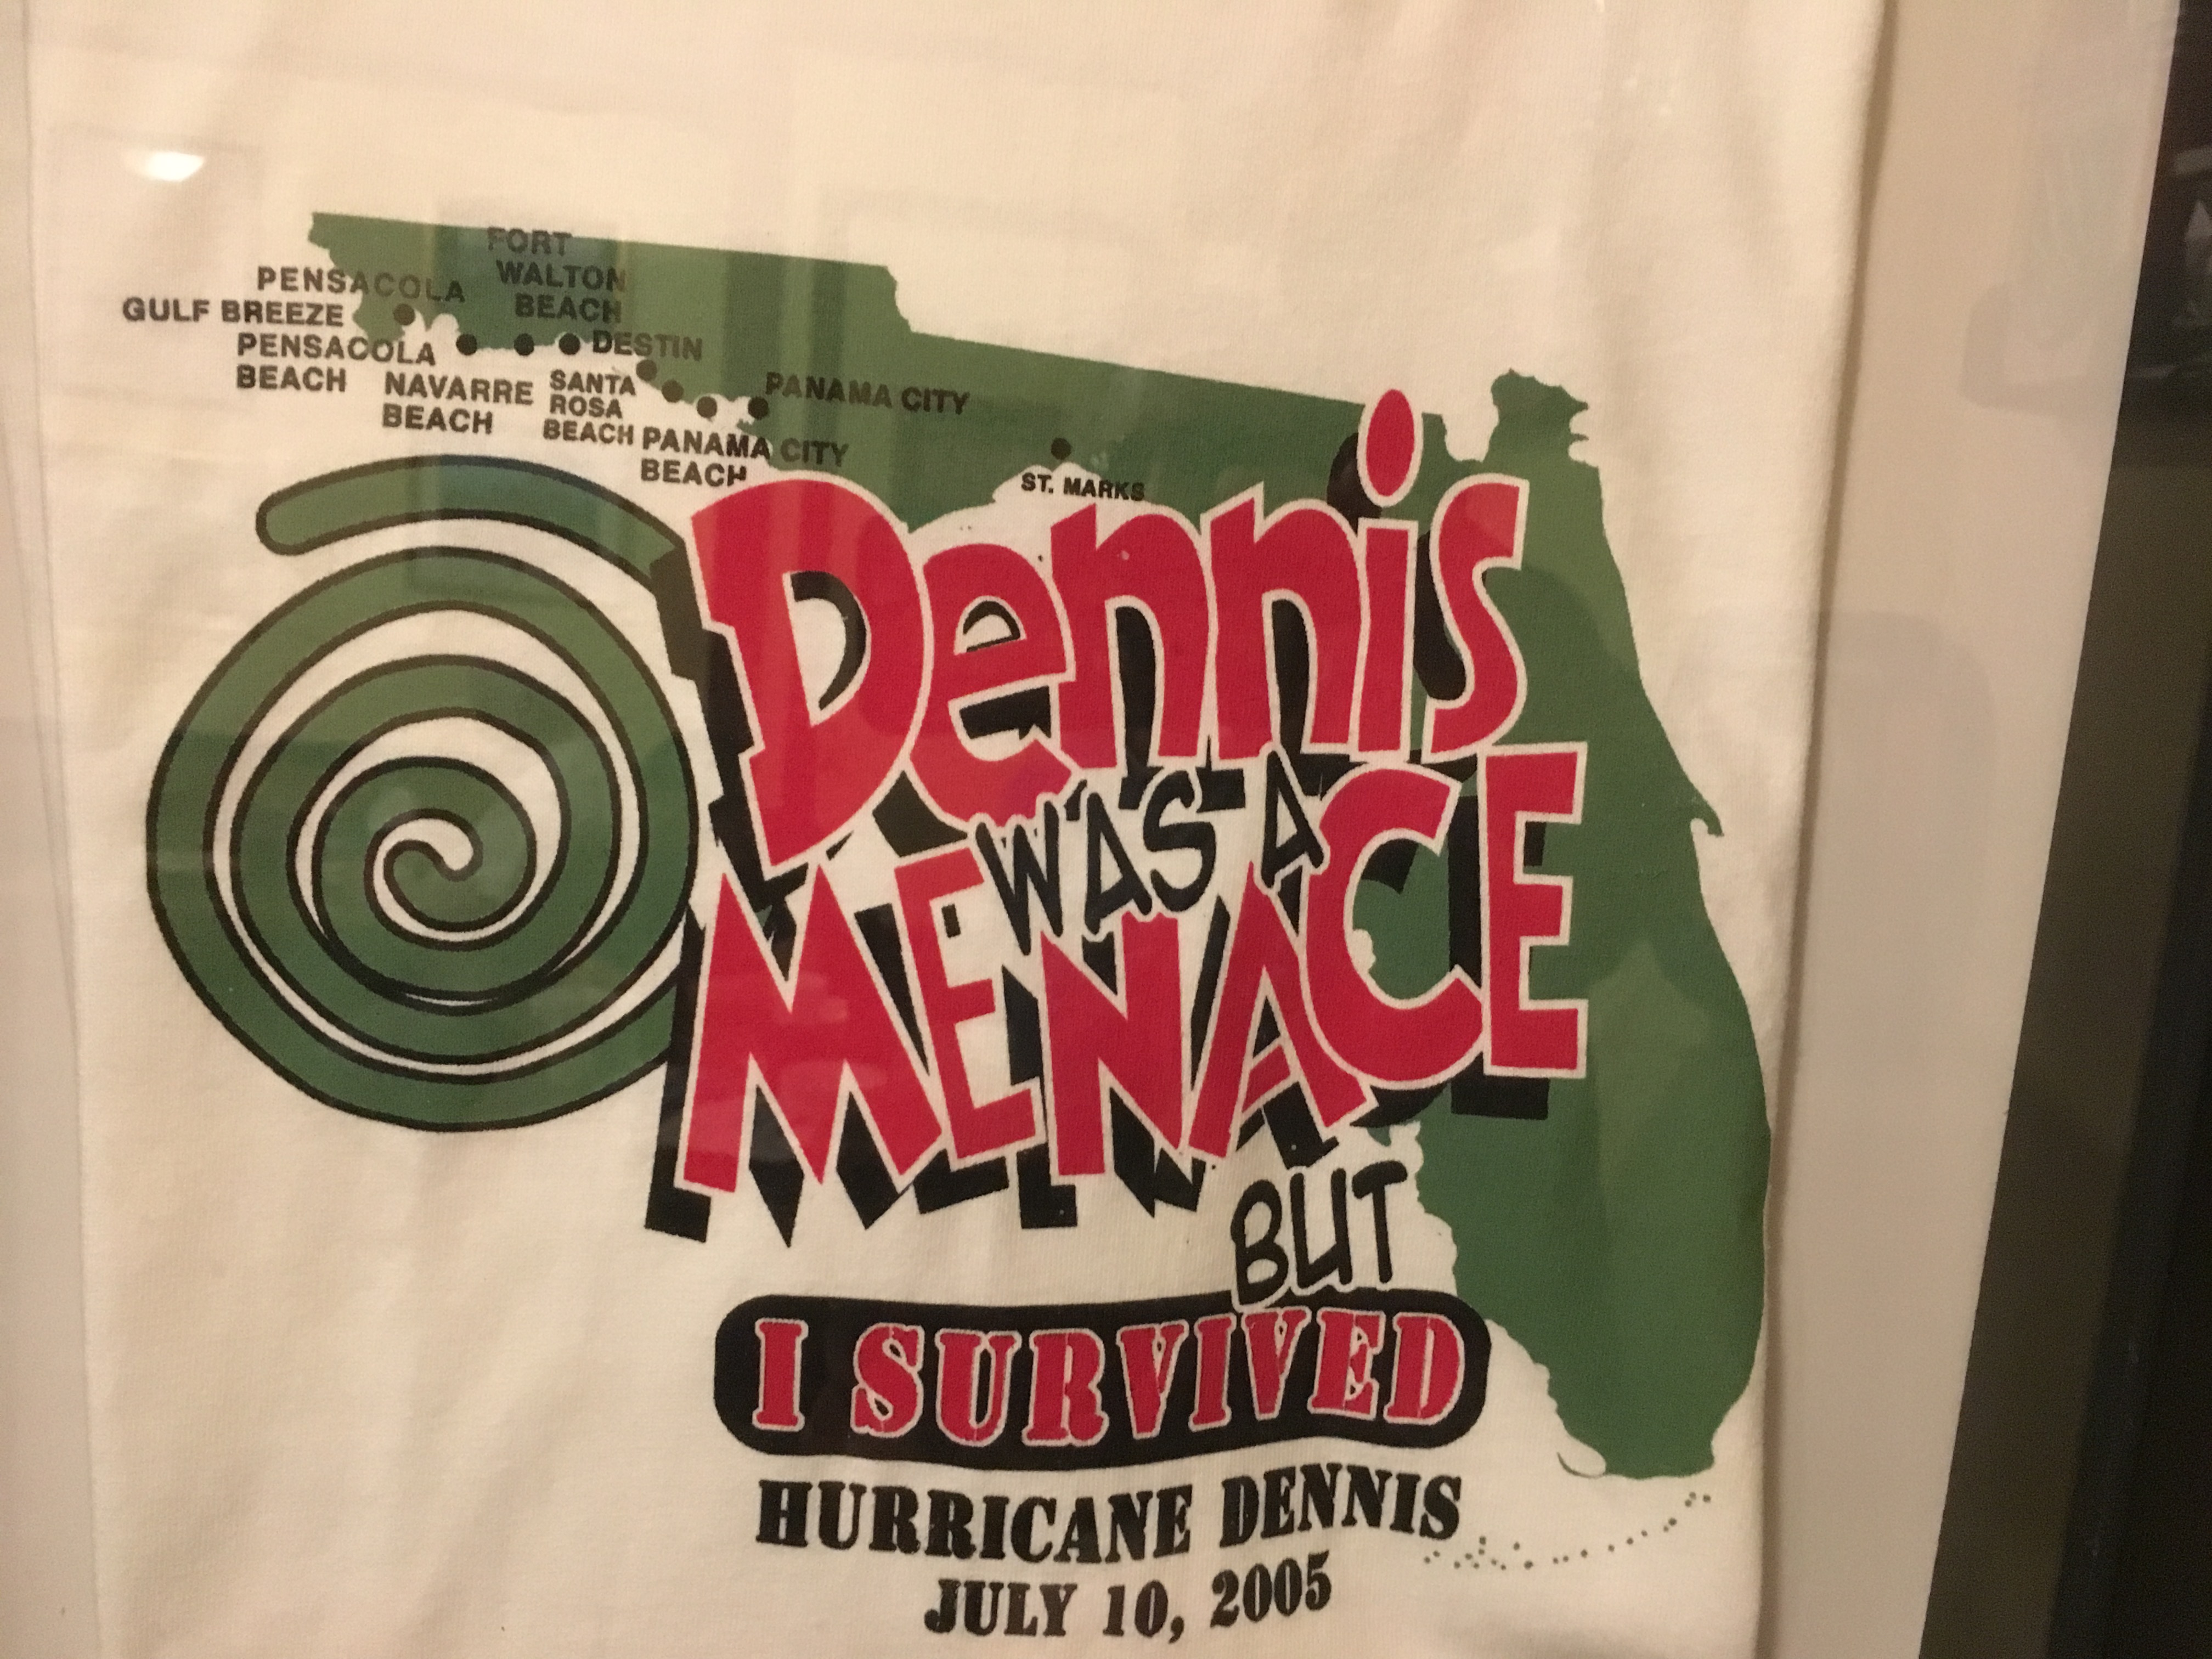 FORT
WALTON
BEACH
PENSACOLA
GULF BREEZE
PENSACOLA
BEACH
NAVARRE
BEACH
DESTIN
SANTA
ROSA
BEACH
PANAMA CITY
PANAMA CITY
BEACH
ST. MARKS
Dennis
WAS A
MENACE
BUT
I SURVIVED
HURRICANE DENNIS
JULY 10, 2005